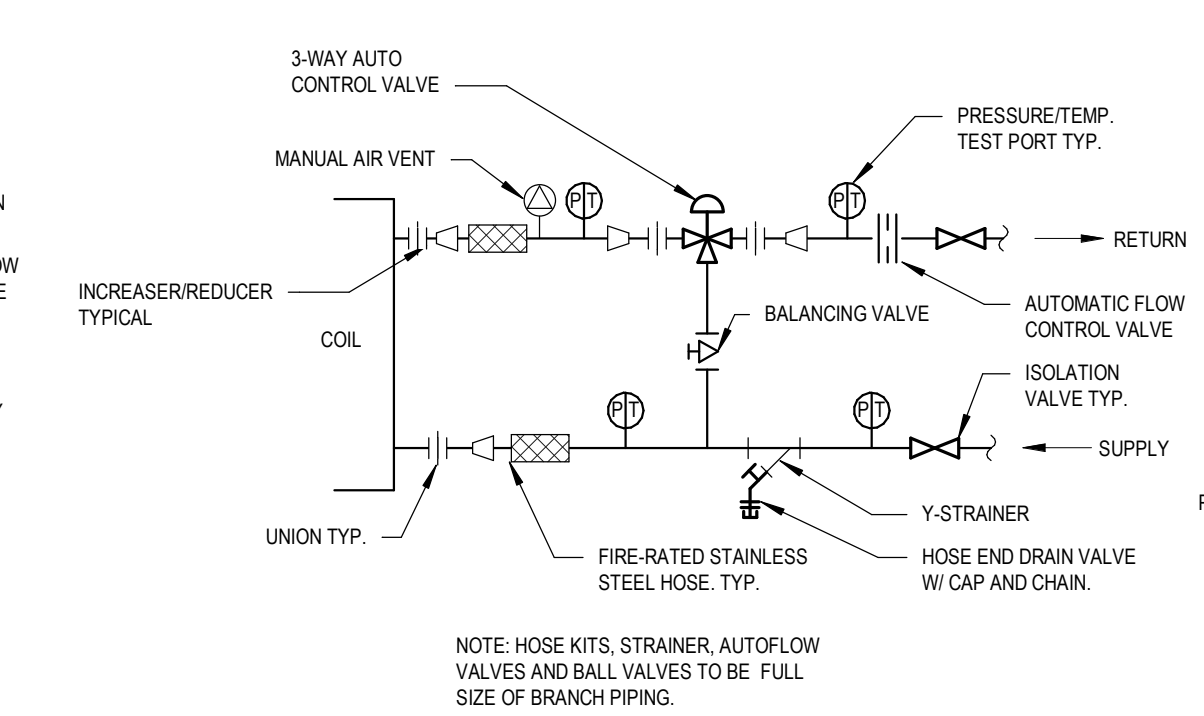 3-WAY AUTO
CONTROL VALVE
MANUAL AIR VENT
PRESSURE/TEMP.
TEST PORT TYP.
N
P T
P T
P T
RETURN
OW
E
INCREASER/REDUCER
TYPICAL
AUTOMATIC FLOW
CONTROL VALVE
BALANCING VALVE
COIL
ISOLATION
VALVE TYP.
Y
P T
P T
SUPPLY
Y-STRAINER
UNION TYP.
FIRE-RATED STAINLESS
STEEL HOSE. TYP.
HOSE END DRAIN VALVE
W/ CAP AND CHAIN.
NOTE: HOSE KITS, STRAINER, AUTOFLOW
VALVES AND BALL VALVES TO BE FULL
SIZE OF BRANCH PIPING.